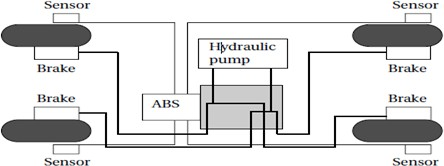 Sensor
Sensor
Hydraulic
pump
Brake
Brake
Brake
ABS
Brake
Sensor
Sensor